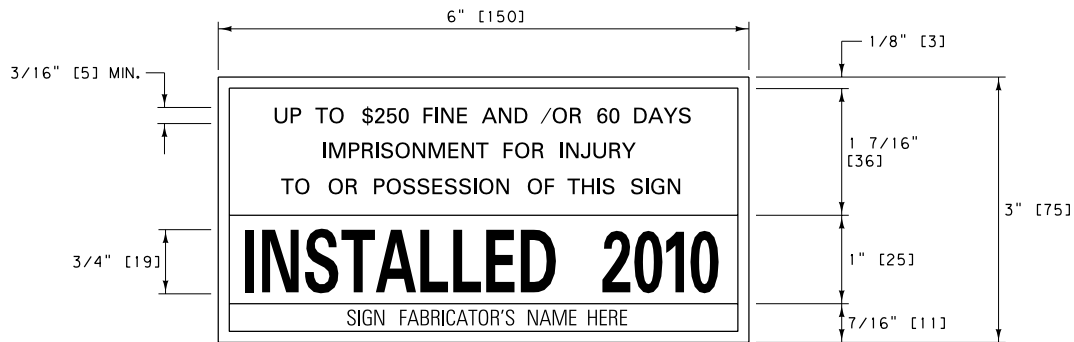 6" [150]
1/8" [3]
3/16" [5] MIN.
UP TO $250 FINE AND /OR 60 DAYS
IMPRISONMENT FOR INJURY
TO OR POSSESSION OF THIS SIGN
1 7/16"
[36]
3" [75]
INSTALLED 2010
3/4" [19]
1" [25]
SIGN FABRICATOR'S NAME HERE
7/16" [11]